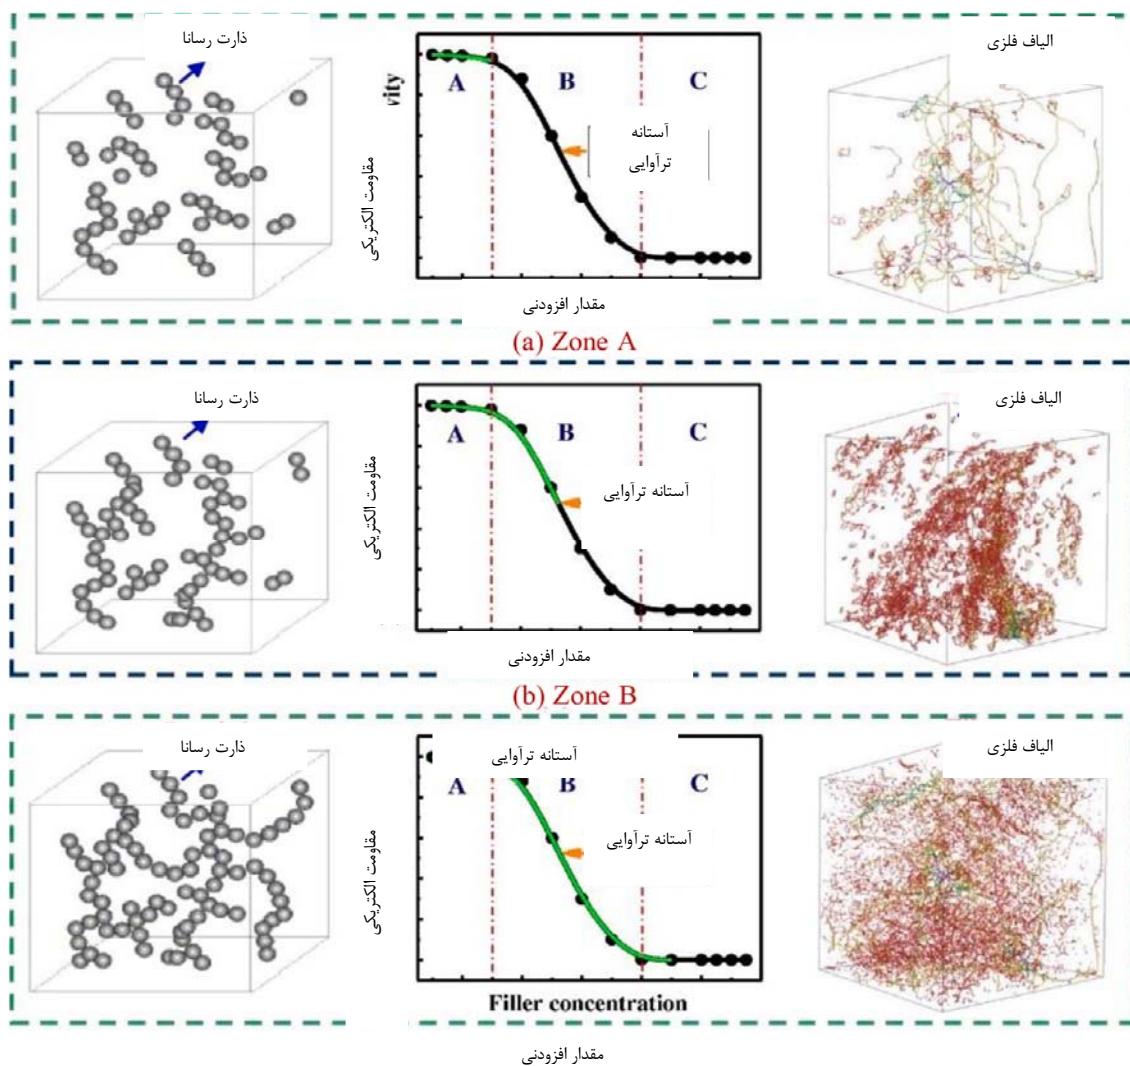 ذارت رسانا
الیاف فلزی
vity
A
B
C
آستانه
ترآوایی
مقاومت الکتریکی
مقدار افزودنی
(a) Zone A
ذارت رسانا
الیاف فلزی
A
B
C
آستانه ترآوایی
مقاومت الکتریکی
مقدار افزودنی
(b) Zone B
ذارت رسانا
آستانه ترآوایی
الیاف فلزی
A
B
C
آستانه ترآوایی
مقاومت الکتریکی
Filler concentration
مقدار افزودنی